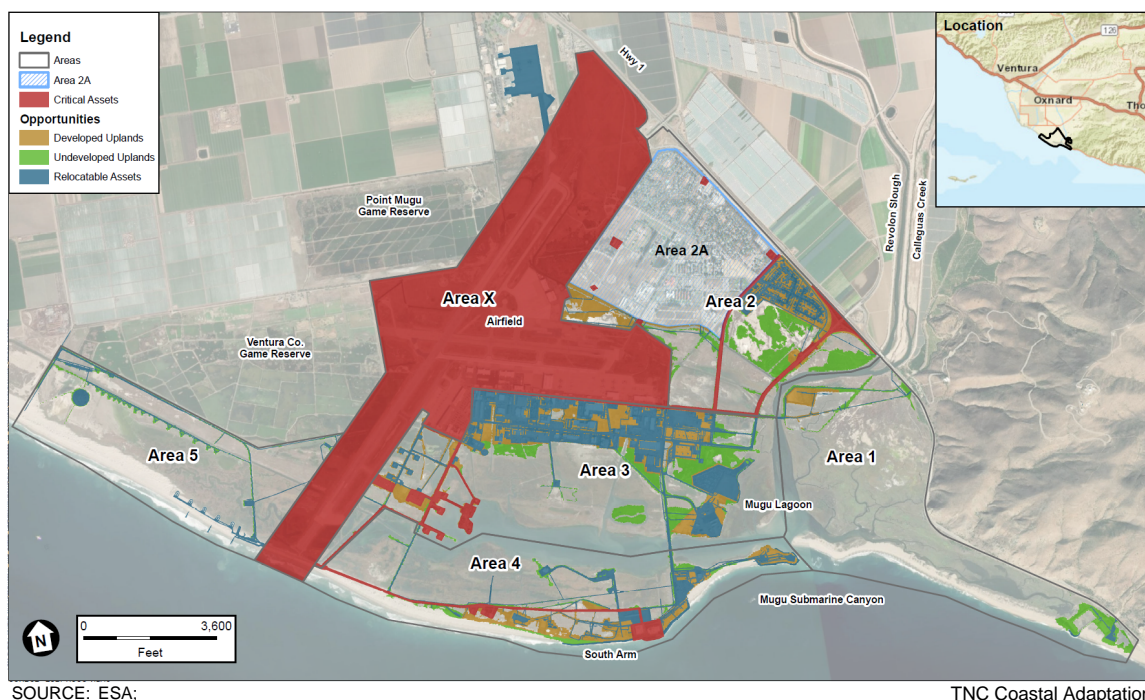 Legend
Areas
Area 2A
Critical Assets
Opportunities
Developed Uplands
Undeveloped Uplands
Relocatable Assets
Location
126
Ventura
Oxnard
Tho
Hwy 1
Point Mugu
Game Reserve
Revolon Slough
Calleguas Creek
Area 2A
Area X
Area 2
Airfield
Ventura Co.
Game Reserve
Area 5
Area 3
Area 1
Mugu Lagoon
Area 4
Mugu Submarine Canyon
South Arm
N
0 3,600
Feet
SOURCE: ESA;
TNC Coastal Adaptation